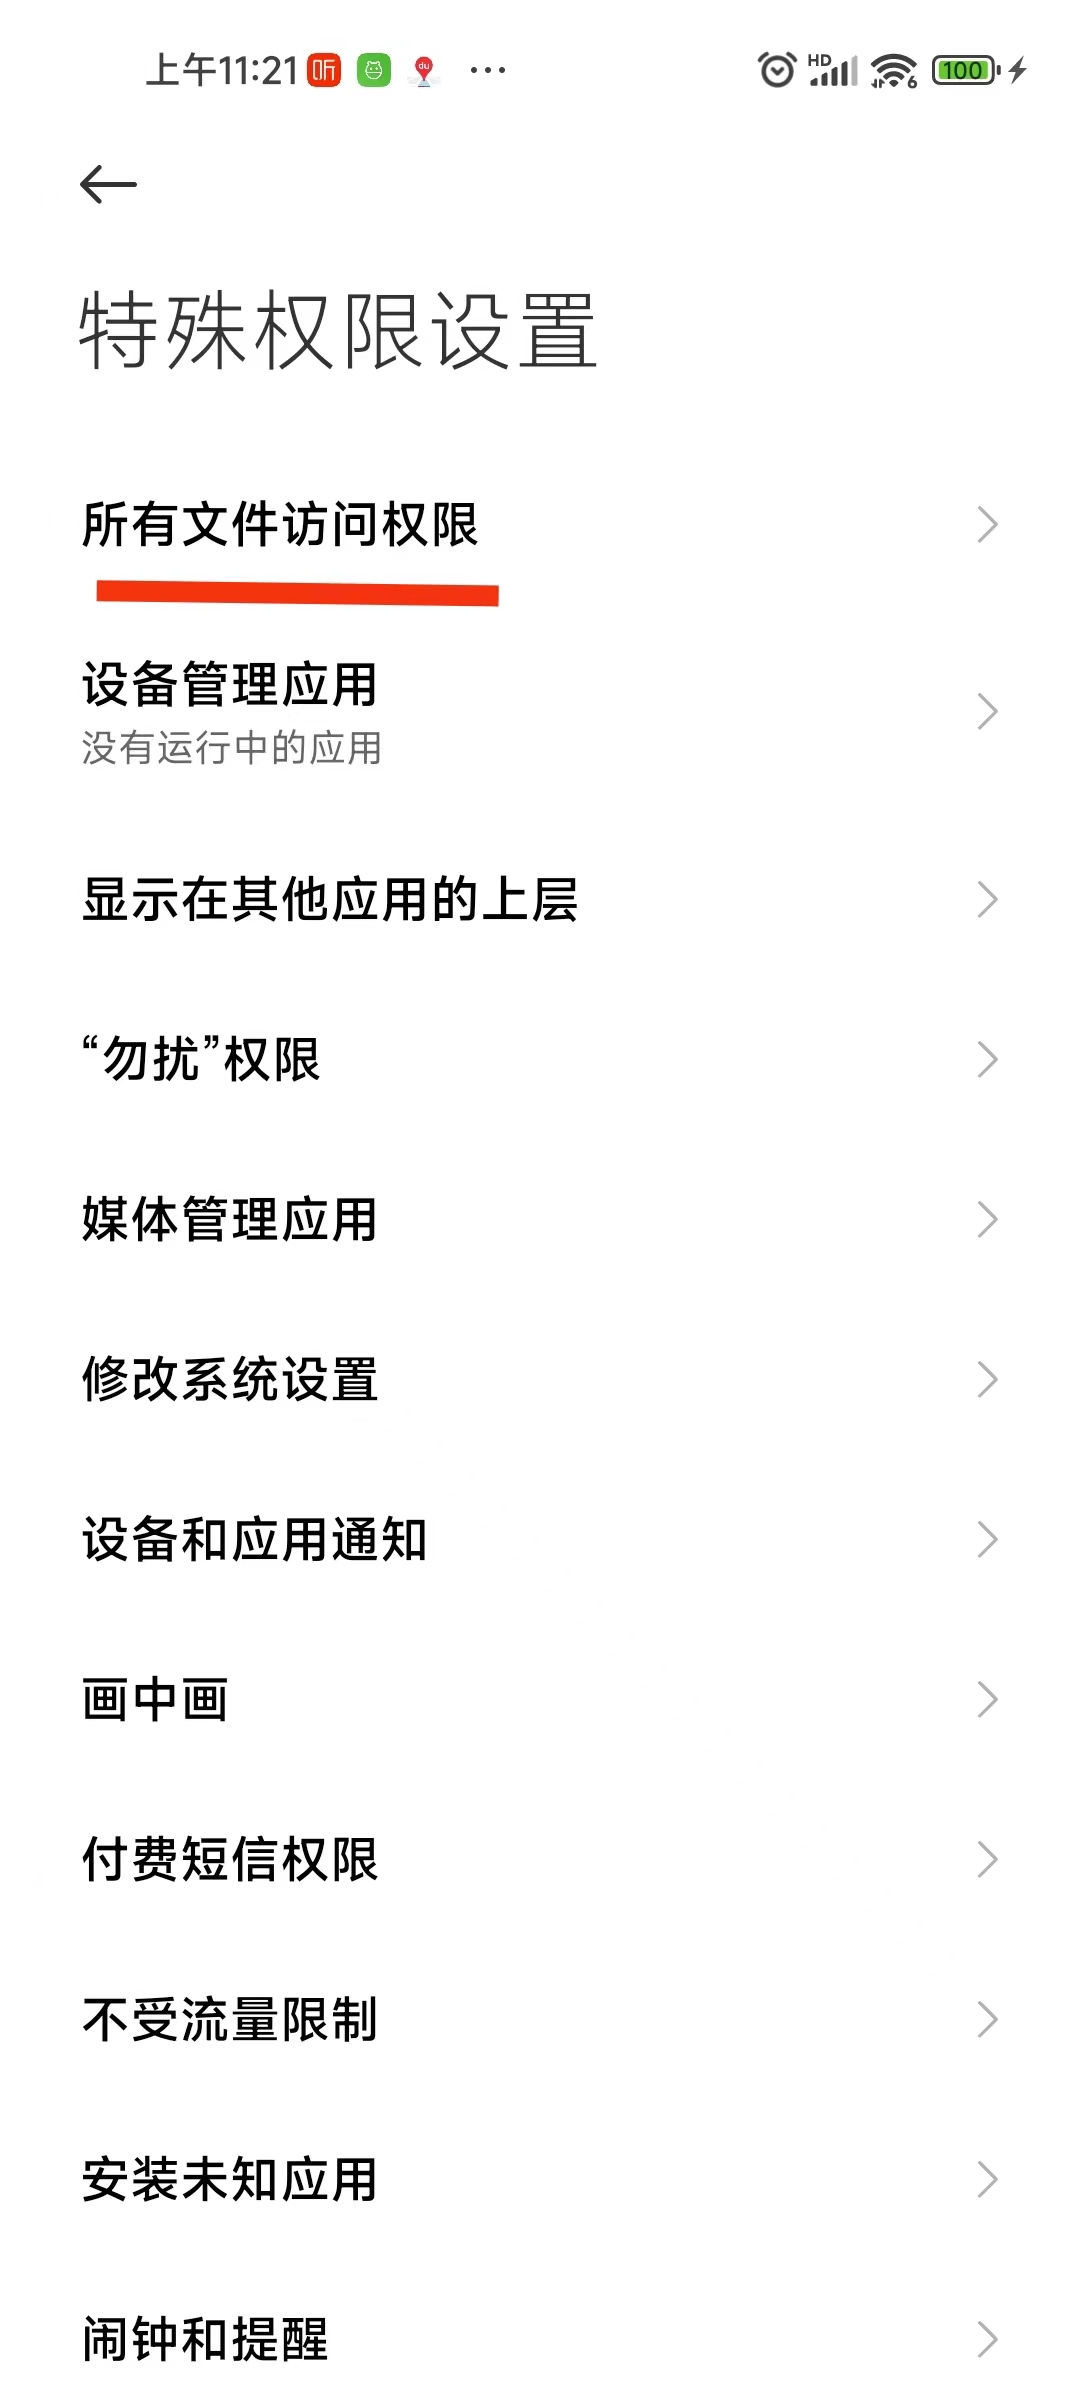 上午11:21 听 du ... HD 6 100
特殊权限设置
所有文件访问权限
设备管理应用
没有运行中的应用
显示在其他应用的上层
“勿扰”权限
媒体管理应用
修改系统设置
设备和应用通知
画中画
付费短信权限
不受流量限制
安装未知应用
闹钟和提醒